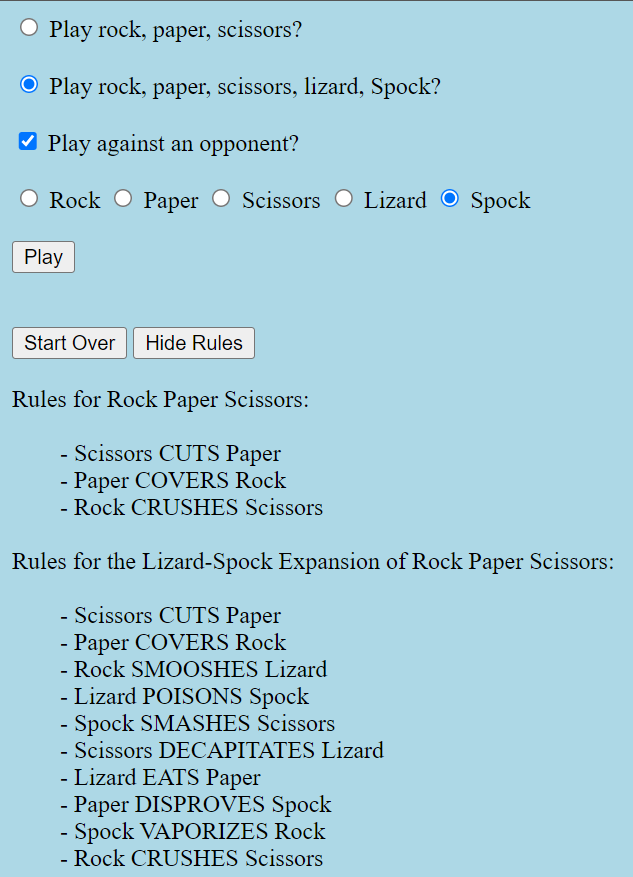 Play rock, paper, scissors?
Play rock, paper, scissors, lizard, Spock?
Play against an opponent?
Rock Paper Scissors Lizard Spock
Play
Start Over Hide Rules
Rules for Rock Paper Scissors:
- Scissors CUTS Paper
- Paper COVERS Rock
- Rock CRUSHES Scissors
Rules for the Lizard-Spock Expansion of Rock Paper Scissors:
- Scissors CUTS Paper
- Paper COVERS Rock
- Rock SMOOSHES Lizard
- Lizard POISONS Spock
- Spock SMASHES Scissors
- Scissors DECAPITATES Lizard
- Lizard EATS Paper
- Paper DISPROVES Spock
- Spock VAPORIZES Rock
- Rock CRUSHES Scissors